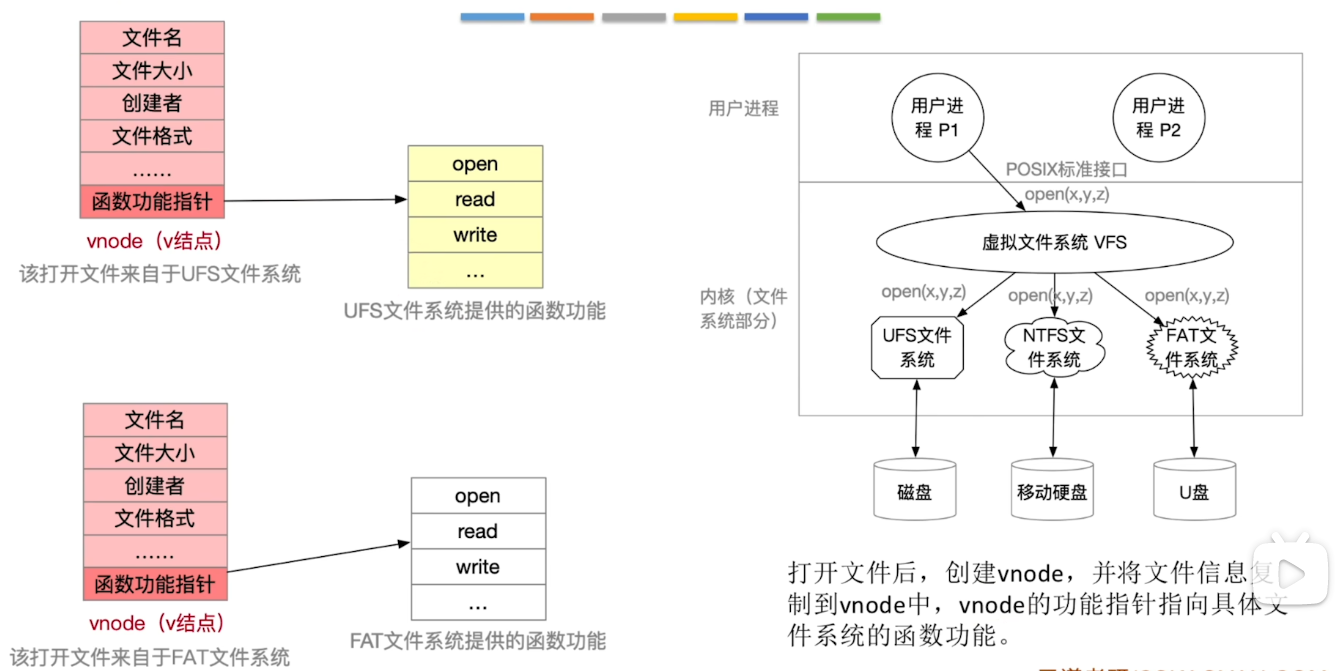 文件名
文件大小
创建者
文件格式
……
函数功能指针
vnode（v结点）
该打开文件来自于UFS文件系统
open
read
write
...
UFS文件系统提供的函数功能
文件名
文件大小
创建者
文件格式
……
函数功能指针
vnode（v结点）
该打开文件来自于FAT文件系统
open
read
write
...
FAT文件系统提供的函数功能
用户进程
用户进
程 P1
用户进
程 P2
POSIX标准接口
open(x,y,z)
虚拟文件系统 VFS
内核（文件
系统部分）
open(x,y,z)
open(x,y,z)
open(x,y,z)
UFS文件
系统
NTFS文
件系统
FAT文
件系统
磁盘
移动硬盘
U盘
打开文件后，创建vnode，并将文件信息复
制到vnode中，vnode的功能指针指向具体文
件系统的函数功能。